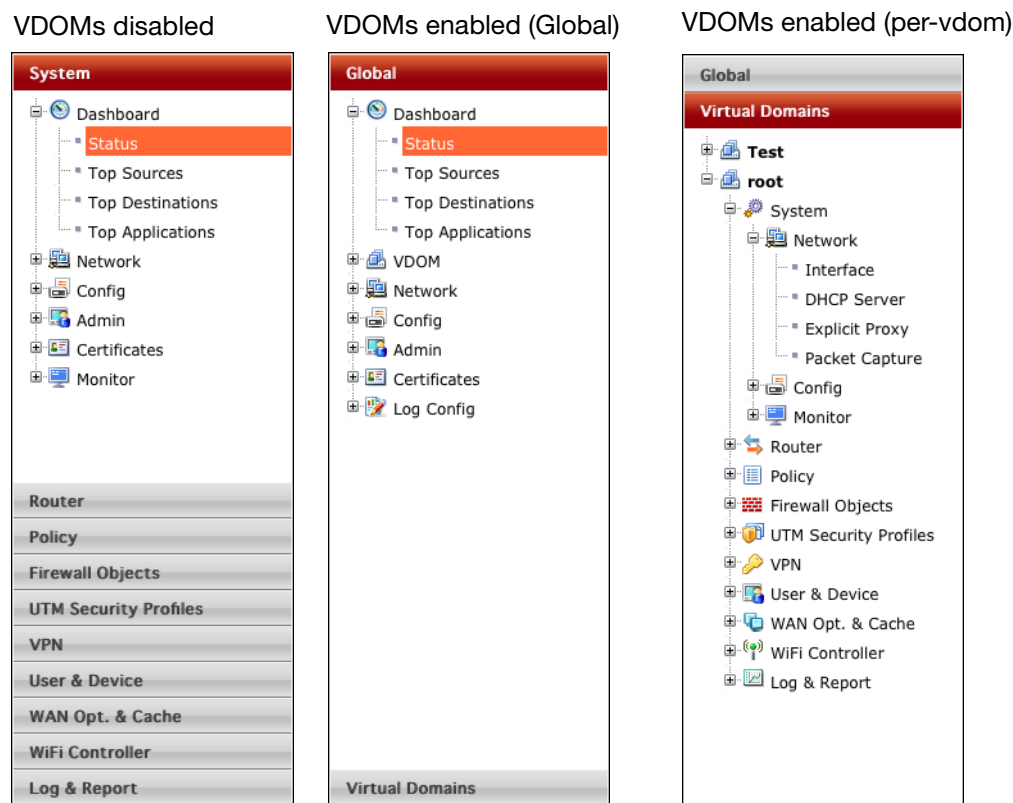 VDOMs disabled
System
Dashboard
Status
Top Sources
Top Destinations
Top Applications
Network
Config
Admin
Certificates
Monitor
Router
Policy
Firewall Objects
UTM Security Profiles
VPN
User & Device
WAN Opt. & Cache
WiFi Controller
Log & Report
VDOMs enabled (Global)
Global
Dashboard
Status
Top Sources
Top Destinations
Top Applications
VDOM
Network
Config
Admin
Certificates
Log Config
Virtual Domains
VDOMs enabled (per-vdom)
Global
Virtual Domains
Test
root
System
Network
Interface
DHCP Server
Explicit Proxy
Packet Capture
Config
Monitor
Router
Policy
Firewall Objects
UTM Security Profiles
VPN
User & Device
WAN Opt. & Cache
WiFi Controller
Log & Report